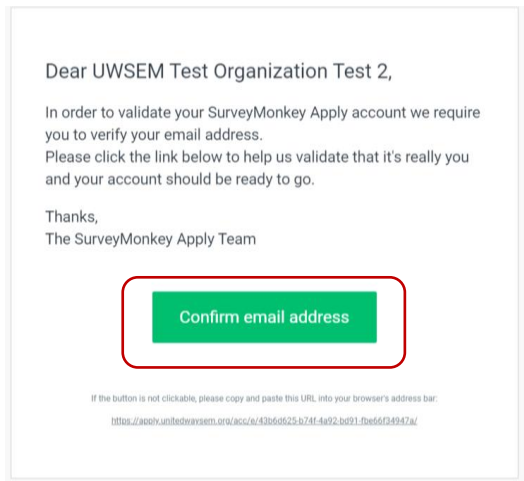 Dear UWSEM Test Organization Test 2,
In order to validate your SurveyMonkey Apply account we require
you to verify your email address.
Please click the link below to help us validate that it's really you
and your account should be ready to go.
Thanks,
The SurveyMonkey Apply Team
Confirm email address
If the button is not clickable, please copy and paste this URL into your browser's address bar:
https://apply.unitedwaysem.org/acc/e/43b6d625-b74f-4a92-bd91-fbe66f34947a/